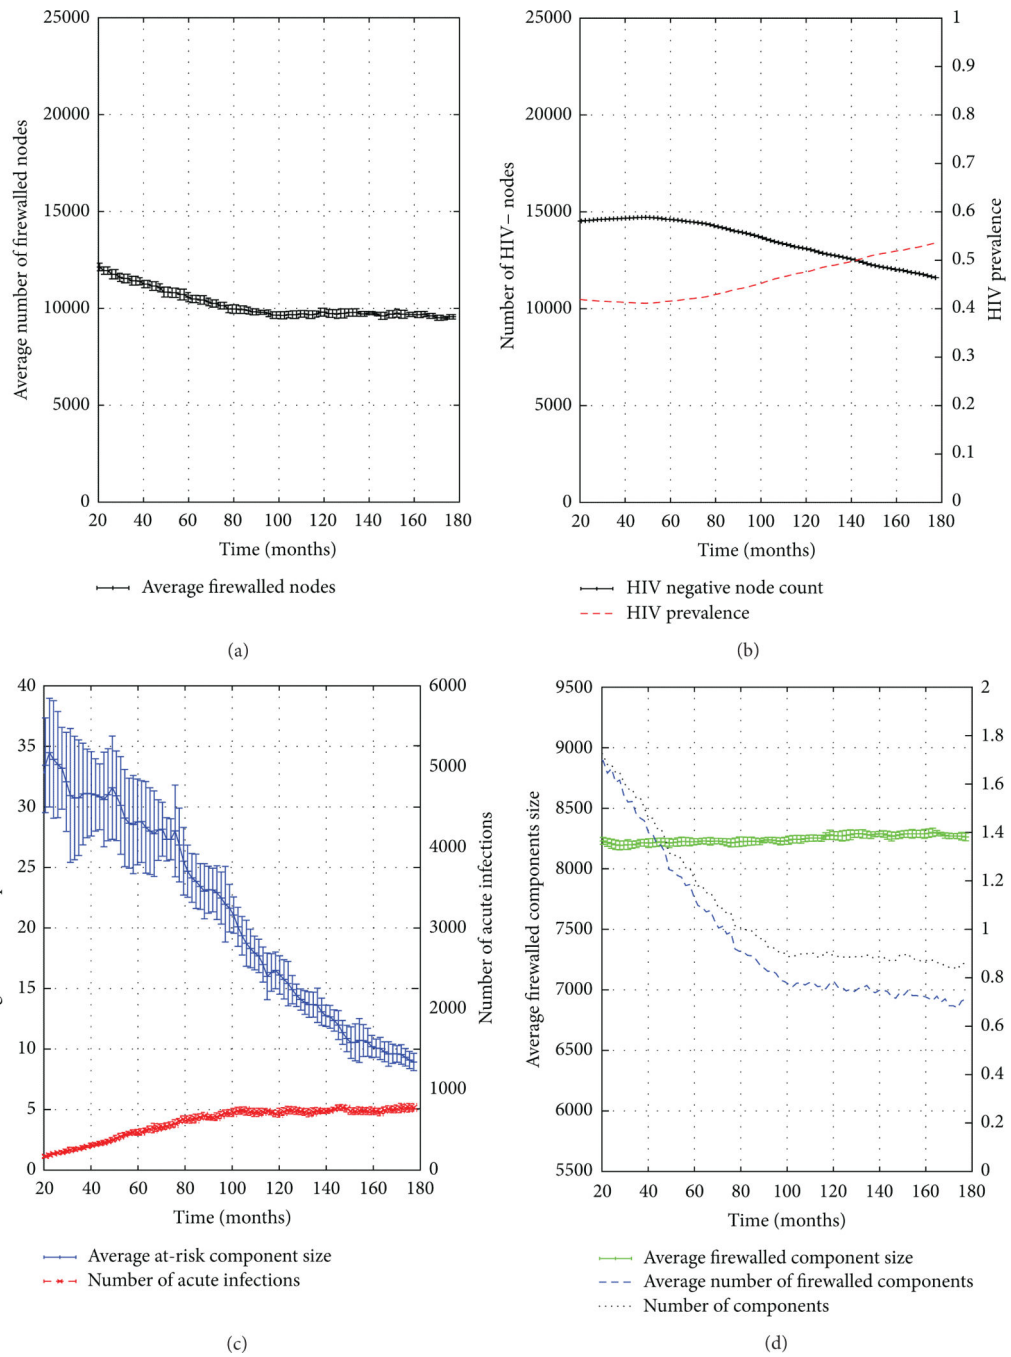 25000
20000
15000
10000
5000
0
Average number of firewalled nodes
20 40 60 80 100 120 140 160 180
Time (months)
Average firewalled nodes
(a)
25000
20000
15000
10000
5000
0
Number of HIV− nodes
1
0.9
0.8
0.7
0.6
0.5
0.4
0.3
0.2
0.1
0
HIV prevalence
20 40 60 80 100 120 140 160 180
Time (months)
HIV negative node count
HIV prevalence
(b)
40
35
30
25
20
15
10
5
0
6000
5000
4000
3000
2000
1000
0
Number of acute infections
20 40 60 80 100 120 140 160 180
Time (months)
Average at-risk component size
Number of acute infections
(c)
9500
9000
8500
8000
7500
7000
6500
6000
5500
Average firewalled components size
2
1.8
1.6
1.4
1.2
1
0.8
0.6
0.4
0.2
0
20 40 60 80 100 120 140 160 180
Time (months)
Average firewalled component size
Average number of firewalled components
Number of components
(d)